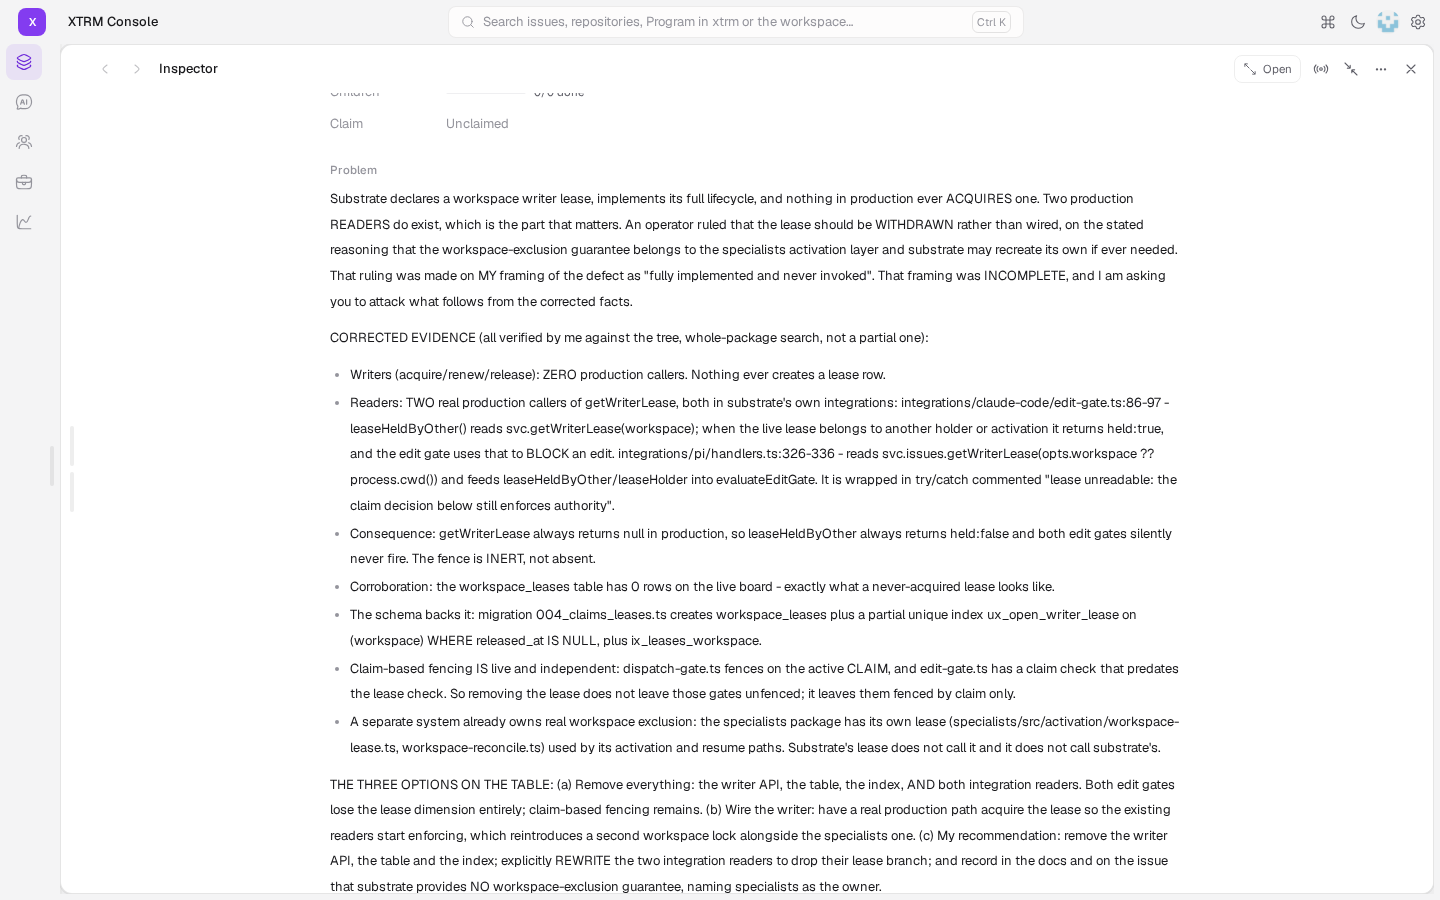 X
XTRM Console
Search issues, repositories, Program in xtrm or the workspace...
Ctrl K
Inspector
Open
Children
0/0 done
Claim
Unclaimed
Problem
Substrate declares a workspace writer lease, implements its full lifecycle, and nothing in production ever ACQUIRES one. Two production
READERS do exist, which is the part that matters. An operator ruled that the lease should be WITHDRAWN rather than wired, on the stated
reasoning that the workspace-exclusion guarantee belongs to the specialists activation layer and substrate may recreate its own if ever needed.
That ruling was made on MY framing of the defect as "fully implemented and never invoked". That framing was INCOMPLETE, and I am asking
you to attack what follows from the corrected facts.
CORRECTED EVIDENCE (all verified by me against the tree, whole-package search, not a partial one):
Writers (acquire/renew/release): ZERO production callers. Nothing ever creates a lease row.
Readers: TWO real production callers of getWriterLease, both in substrate's own integrations: integrations/claude-code/edit-gate.ts:86-97 -
leaseHeldByOther() reads svc.getWriterLease(workspace); when the live lease belongs to another holder or activation it returns held:true,
and the edit gate uses that to BLOCK an edit. integrations/pi/handlers.ts:326-336 - reads svc.issues.getWriterLease(opts.workspace ??
process.cwd()) and feeds leaseHeldByOther/leaseHolder into evaluateEditGate. It is wrapped in try/catch commented "lease unreadable: the
claim decision below still enforces authority".
Consequence: getWriterLease always returns null in production, so leaseHeldByOther always returns held:false and both edit gates silently
never fire. The fence is INERT, not absent.
Corroboration: the workspace_leases table has 0 rows on the live board - exactly what a never-acquired lease looks like.
The schema backs it: migration 004_claims_leases.ts creates workspace_leases plus a partial unique index ux_open_writer_lease on
(workspace) WHERE released_at IS NULL, plus ix_leases_workspace.
Claim-based fencing IS live and independent: dispatch-gate.ts fences on the active CLAIM, and edit-gate.ts has a claim check that predates
the lease check. So removing the lease does not leave those gates unfenced; it leaves them fenced by claim only.
A separate system already owns real workspace exclusion: the specialists package has its own lease (specialists/src/activation/workspace-
lease.ts, workspace-reconcile.ts) used by its activation and resume paths. Substrate's lease does not call it and it does not call substrate's.
THE THREE OPTIONS ON THE TABLE: (a) Remove everything: the writer API, the table, the index, AND both integration readers. Both edit gates
lose the lease dimension entirely; claim-based fencing remains. (b) Wire the writer: have a real production path acquire the lease so the existing
readers start enforcing, which reintroduces a second workspace lock alongside the specialists one. (c) My recommendation: remove the writer
API, the table and the index; explicitly REWRITE the two integration readers to drop their lease branch; and record in the docs and on the issue
that substrate provides NO workspace-exclusion guarantee, naming specialists as the owner.